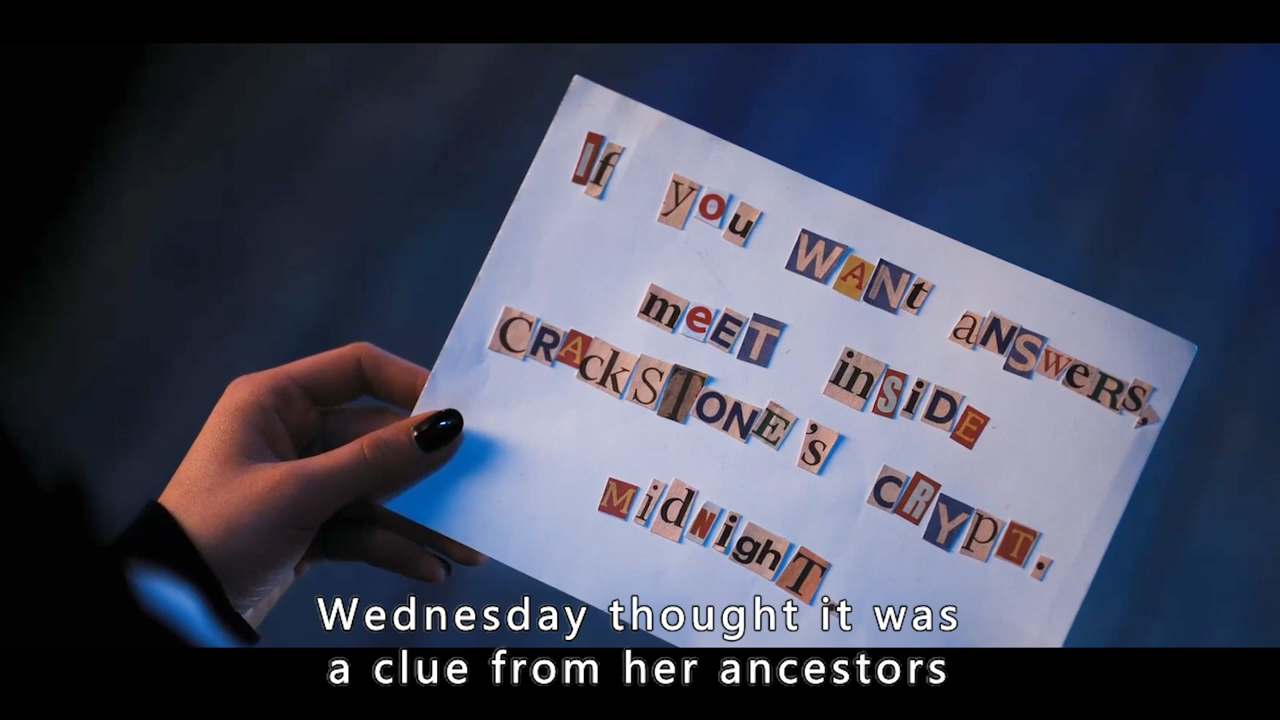 If you WANt aNSweRs,
meET inSiDE
CRAckSTONE's CRYPT.
MidNighT.
Wednesday thought it was
a clue from her ancestors